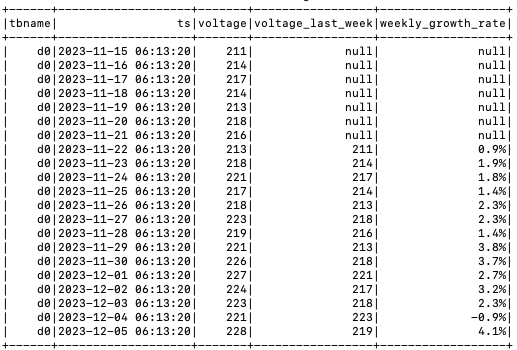 +------+-------------------+-------+-----------------+------------------+
|tbname|                 ts|voltage|voltage_last_week|weekly_growth_rate|
+------+-------------------+-------+-----------------+------------------+
|    d0|2023-11-15 06:13:20|    211|             null|              null|
|    d0|2023-11-16 06:13:20|    214|             null|              null|
|    d0|2023-11-17 06:13:20|    217|             null|              null|
|    d0|2023-11-18 06:13:20|    214|             null|              null|
|    d0|2023-11-19 06:13:20|    213|             null|              null|
|    d0|2023-11-20 06:13:20|    218|             null|              null|
|    d0|2023-11-21 06:13:20|    216|             null|              null|
|    d0|2023-11-22 06:13:20|    213|              211|              0.9%|
|    d0|2023-11-23 06:13:20|    218|              214|              1.9%|
|    d0|2023-11-24 06:13:20|    221|              217|              1.8%|
|    d0|2023-11-25 06:13:20|    217|              214|              1.4%|
|    d0|2023-11-26 06:13:20|    218|              213|              2.3%|
|    d0|2023-11-27 06:13:20|    223|              218|              2.3%|
|    d0|2023-11-28 06:13:20|    219|              216|              1.4%|
|    d0|2023-11-29 06:13:20|    221|              213|              3.8%|
|    d0|2023-11-30 06:13:20|    226|              218|              3.7%|
|    d0|2023-12-01 06:13:20|    227|              221|              2.7%|
|    d0|2023-12-02 06:13:20|    224|              217|              3.2%|
|    d0|2023-12-03 06:13:20|    223|              218|              2.3%|
|    d0|2023-12-04 06:13:20|    221|              223|             -0.9%|
|    d0|2023-12-05 06:13:20|    228|              219|              4.1%|
+------+-------------------+-------+-----------------+------------------+